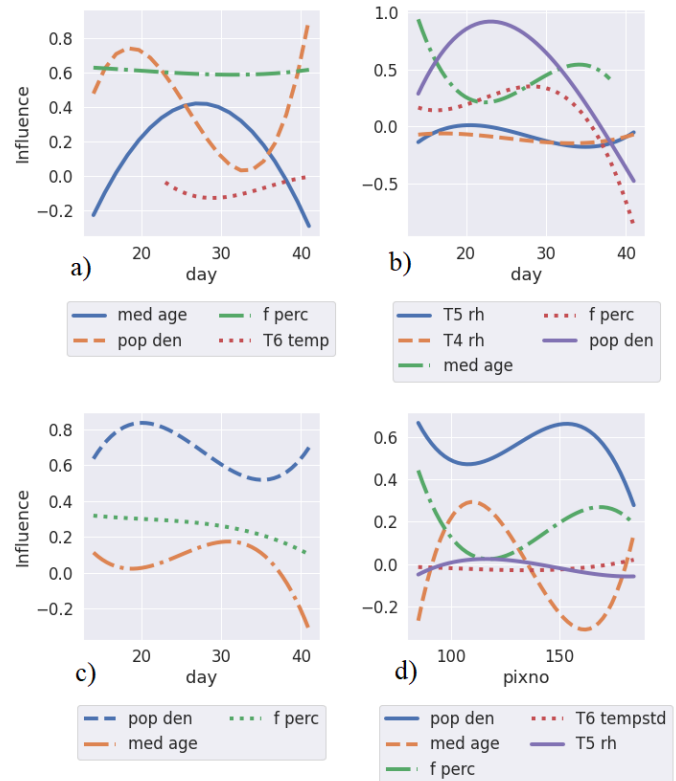 0.8
0.6
0.4
0.2
0.0
−0.2
Influence
20
30
40
a)
day
med age
f perc
pop den
T6 temp
1.0
0.5
0.0
−0.5
20
30
40
b)
day
T5 rh
f perc
T4 rh
pop den
med age
0.8
0.6
0.4
0.2
0.0
−0.2
Influence
20
30
40
c)
day
pop den
f perc
med age
0.6
0.4
0.2
0.0
−0.2
100
150
d)
pixno
pop den
T6 tempstd
med age
T5 rh
f perc